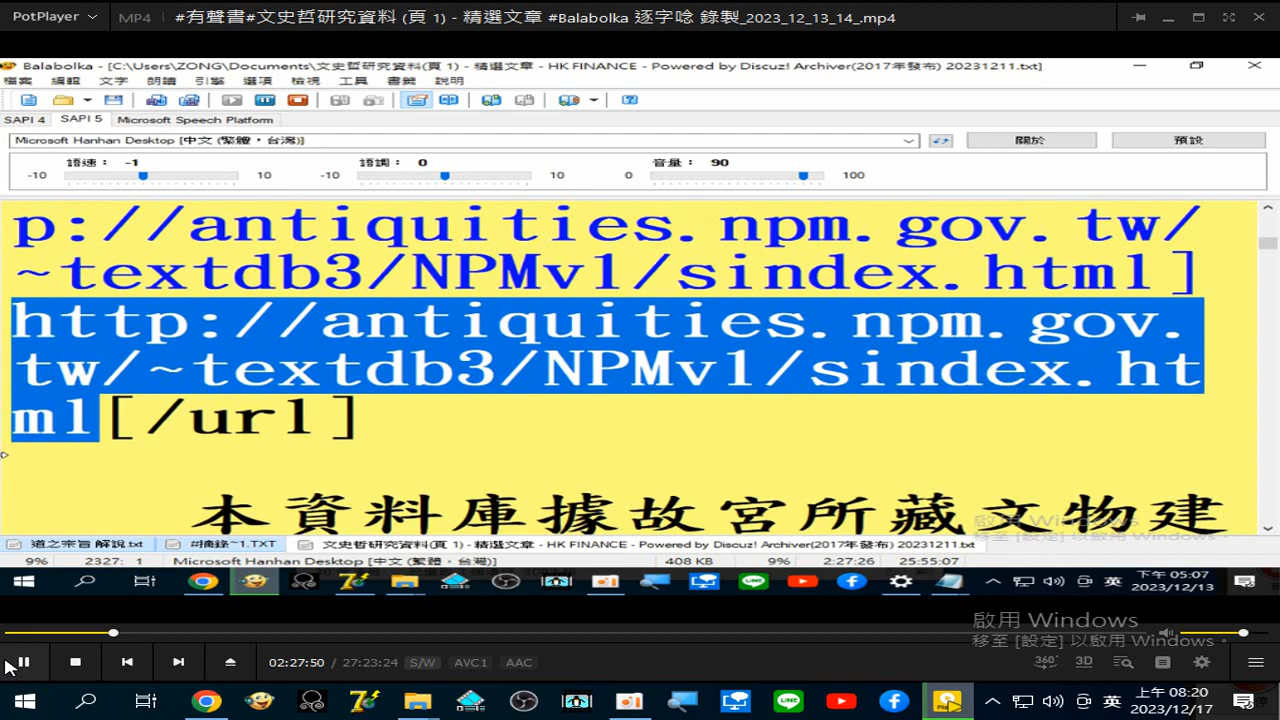 PotPlayer MP4 #有聲書#文史哲研究資料 (頁 1) - 精選文章 #Balabolka 逐字唸 錄製_2023_12_13_14_.mp4
Balabolka - [C:\Users\ZONG\Documents\文史哲研究資料(頁 1) - 精選文章 - HK FINANCE - Powered by Discuz! Archiver(2017年發布) 20231211.txt]
檔案 編輯 文字 朗讀 引擎 選項 檢視 工具 書籤 說明
SAPI 4 SAPI 5 Microsoft Speech Platform
Microsoft Hanhan Desktop [中文 (繁體，台灣)] 關於 預設
語速： -1 語調： 0 音量： 90
-10 10 -10 10 0 100
p://antiquities.npm.gov.tw/
~textdb3/NPMv1/sindex.html]
http://antiquities.npm.gov.
tw/~textdb3/NPMv1/sindex.ht
ml[/url]
本資料庫據故宮所藏文物建
啟用 Windows
移至 [設定] 以啟用 Windows。
道之宗旨 解說.txt #摘錄~1.TXT 文史哲研究資料(頁 1) - 精選文章 - HK FINANCE - Powered by Discuz! Archiver(2017年發布) 20231211.txt
9% 2327: 1 Microsoft Hanhan Desktop [中文 (繁體，台灣)] 408 KB 9% 2:27:26 25:55:07
英 下午 05:07
2023/12/13
啟用 Windows
移至 [設定] 以啟用 Windows。
02:27:50 / 27:23:24 S/W AVC1 AAC 360° 3D
英 上午 08:20
2023/12/17